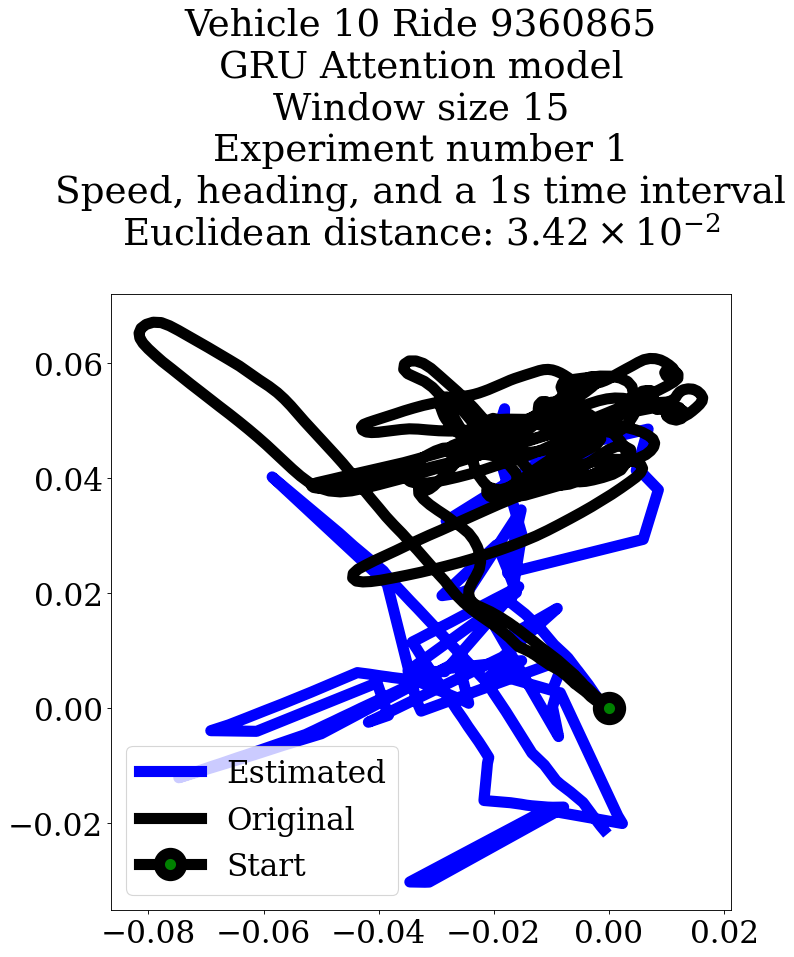 Vehicle 10 Ride 9360865
GRU Attention model
Window size 15
Experiment number 1
Speed, heading, and a 1s time interval
Euclidean distance: 3.42 × 10⁻²
0.06
0.04
0.02
0.00
−0.02
Estimated
Original
Start
−0.08 −0.06 −0.04 −0.02 0.00 0.02